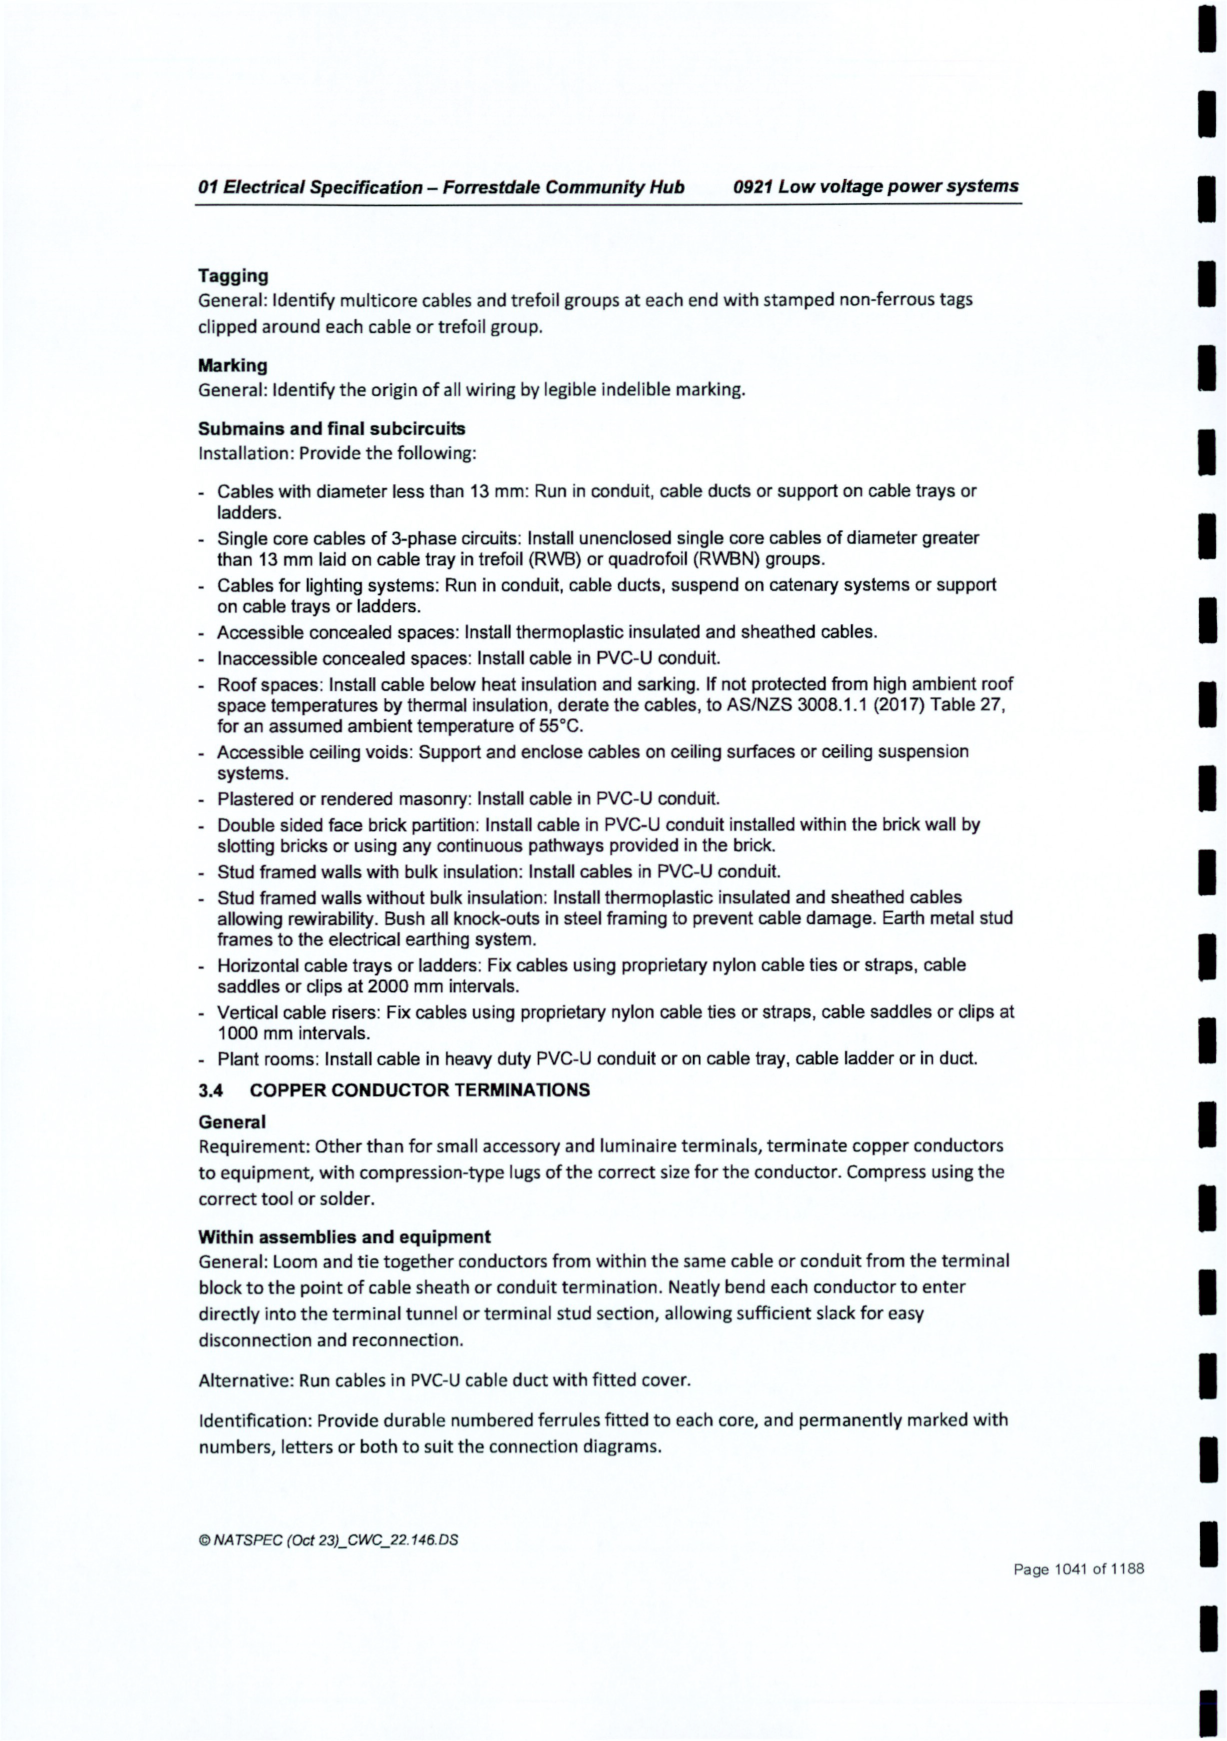 01 Electrical Specification – Forrestdale Community Hub 0921 Low voltage power systems
Tagging
General: Identify multicore cables and trefoil groups at each end with stamped non-ferrous tags
clipped around each cable or trefoil group.
Marking
General: Identify the origin of all wiring by legible indelible marking.
Submains and final subcircuits
Installation: Provide the following:
- Cables with diameter less than 13 mm: Run in conduit, cable ducts or support on cable trays or
ladders.
- Single core cables of 3-phase circuits: Install unenclosed single core cables of diameter greater
than 13 mm laid on cable tray in trefoil (RWB) or quadrofoil (RWBN) groups.
- Cables for lighting systems: Run in conduit, cable ducts, suspend on catenary systems or support
on cable trays or ladders.
- Accessible concealed spaces: Install thermoplastic insulated and sheathed cables.
- Inaccessible concealed spaces: Install cable in PVC-U conduit.
- Roof spaces: Install cable below heat insulation and sarking. If not protected from high ambient roof
space temperatures by thermal insulation, derate the cables, to AS/NZS 3008.1.1 (2017) Table 27,
for an assumed ambient temperature of 55°C.
- Accessible ceiling voids: Support and enclose cables on ceiling surfaces or ceiling suspension
systems.
- Plastered or rendered masonry: Install cable in PVC-U conduit.
- Double sided face brick partition: Install cable in PVC-U conduit installed within the brick wall by
slotting bricks or using any continuous pathways provided in the brick.
- Stud framed walls with bulk insulation: Install cables in PVC-U conduit.
- Stud framed walls without bulk insulation: Install thermoplastic insulated and sheathed cables
allowing rewirability. Bush all knock-outs in steel framing to prevent cable damage. Earth metal stud
frames to the electrical earthing system.
- Horizontal cable trays or ladders: Fix cables using proprietary nylon cable ties or straps, cable
saddles or clips at 2000 mm intervals.
- Vertical cable risers: Fix cables using proprietary nylon cable ties or straps, cable saddles or clips at
1000 mm intervals.
- Plant rooms: Install cable in heavy duty PVC-U conduit or on cable tray, cable ladder or in duct.
3.4 COPPER CONDUCTOR TERMINATIONS
General
Requirement: Other than for small accessory and luminaire terminals, terminate copper conductors
to equipment, with compression-type lugs of the correct size for the conductor. Compress using the
correct tool or solder.
Within assemblies and equipment
General: Loom and tie together conductors from within the same cable or conduit from the terminal
block to the point of cable sheath or conduit termination. Neatly bend each conductor to enter
directly into the terminal tunnel or terminal stud section, allowing sufficient slack for easy
disconnection and reconnection.
Alternative: Run cables in PVC-U cable duct with fitted cover.
Identification: Provide durable numbered ferrules fitted to each core, and permanently marked with
numbers, letters or both to suit the connection diagrams.
© NATSPEC (Oct 23)_CWC_22.146.DS
Page 1041 of 1188